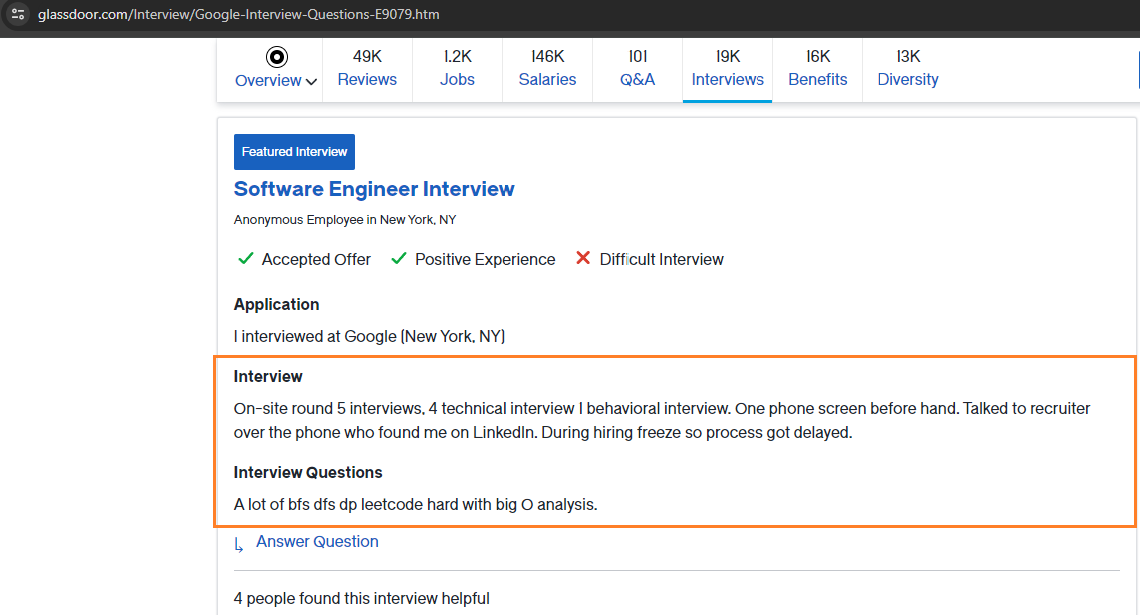 glassdoor.com/Interview/Google-Interview-Questions-E9079.htm
Overview
49K Reviews
1.2K Jobs
146K Salaries
101 Q&A
19K Interviews
16K Benefits
13K Diversity
Featured Interview
Software Engineer Interview
Anonymous Employee in New York, NY
Accepted Offer Positive Experience Difficult Interview
Application
I interviewed at Google (New York, NY)
Interview
On-site round 5 interviews, 4 technical interview 1 behavioral interview. One phone screen before hand. Talked to recruiter
over the phone who found me on LinkedIn. During hiring freeze so process got delayed.
Interview Questions
A lot of bfs dfs dp leetcode hard with big O analysis.
Answer Question
4 people found this interview helpful